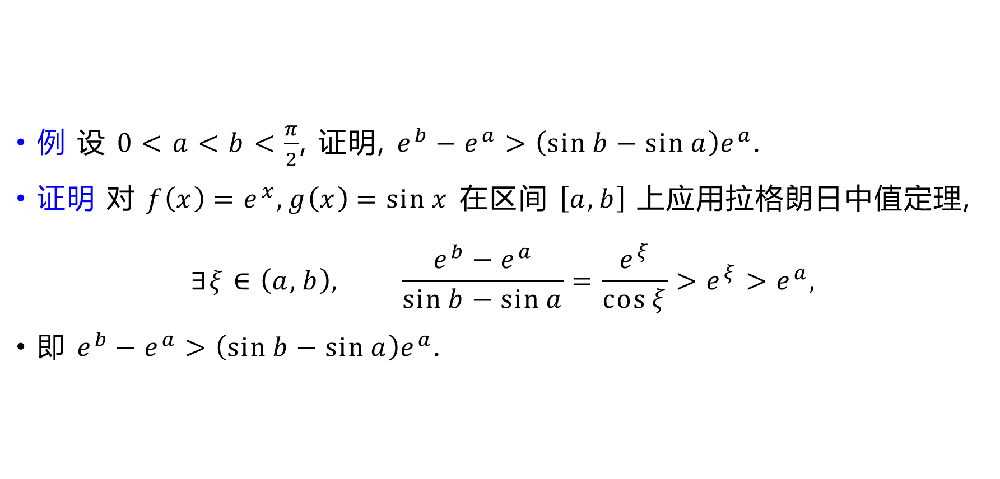 • 例 设 $0 < a < b < \frac{\pi}{2}$, 证明, $e^b - e^a > (\sin b - \sin a)e^a$.
• 证明 对 $f(x) = e^x, g(x) = \sin x$ 在区间 $[a, b]$ 上应用拉格朗日中值定理,
$\exists \xi \in (a, b), \quad \frac{e^b - e^a}{\sin b - \sin a} = \frac{e^\xi}{\cos \xi} > e^\xi > e^a,$
• 即 $e^b - e^a > (\sin b - \sin a)e^a$.